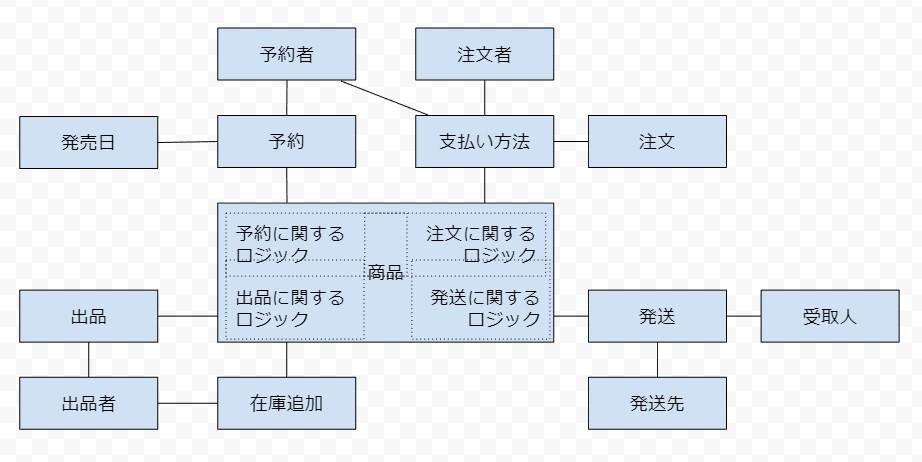 予約者
注文者
発売日
予約
支払い方法
注文
予約に関する
ロジック
注文に関する
ロジック
商品
出品に関する
ロジック
発送に関する
ロジック
出品
発送
受取人
出品者
在庫追加
発送先